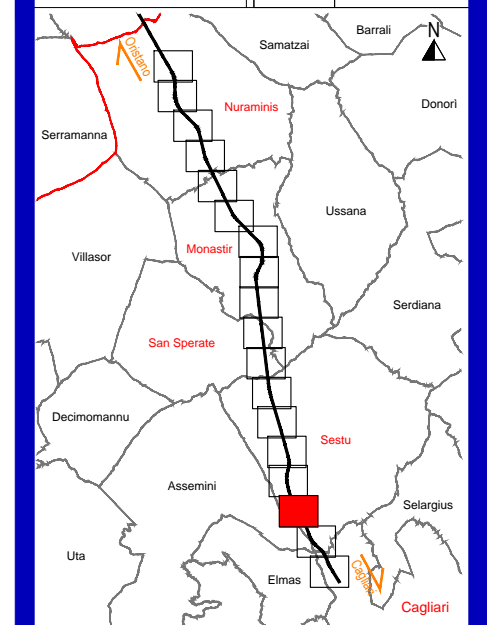 Barrali
N
Samatzai
Oristano
Donorì
Nuraminis
Serramanna
Ussana
Monastir
Villasor
Serdiana
San Sperate
Decimomannu
Sestu
Assemini
Selargius
Uta
Cagliari
Elmas
Cagliari